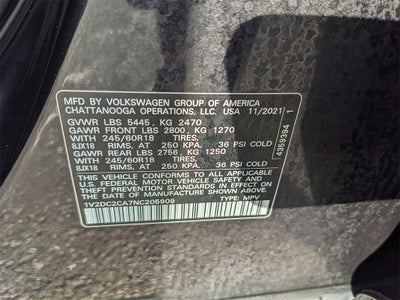 MFD. BY VOLKSWAGEN GROUP OF AMERICA
CHATTANOOGA OPERATIONS, LLC. USA 11/2021
GVWR LBS 5445, KG 2470
GAWR FRONT LBS 2800, KG 1270
WITH 245/60R18 TIRES,
8JX18 RIMS, AT 250 KPA, 36 PSI COLD
GAWR REAR LBS 2756, KG 1250
WITH 245/60R18 TIRES,
8JX18 RIMS, AT 250 KPA, 36 PSI COLD
THIS VEHICLE CONFORMS TO ALL APPLICABLE
FEDERAL MOTOR VEHICLE SAFETY, BUMPER
AND THEFT PREVENTION STANDARDS IN EFFECT
ON THE DATE OF MANUFACTURE SHOWN ABOVE.
1V2DC2CA7NC205909 TYPE: MPV
4359394 1